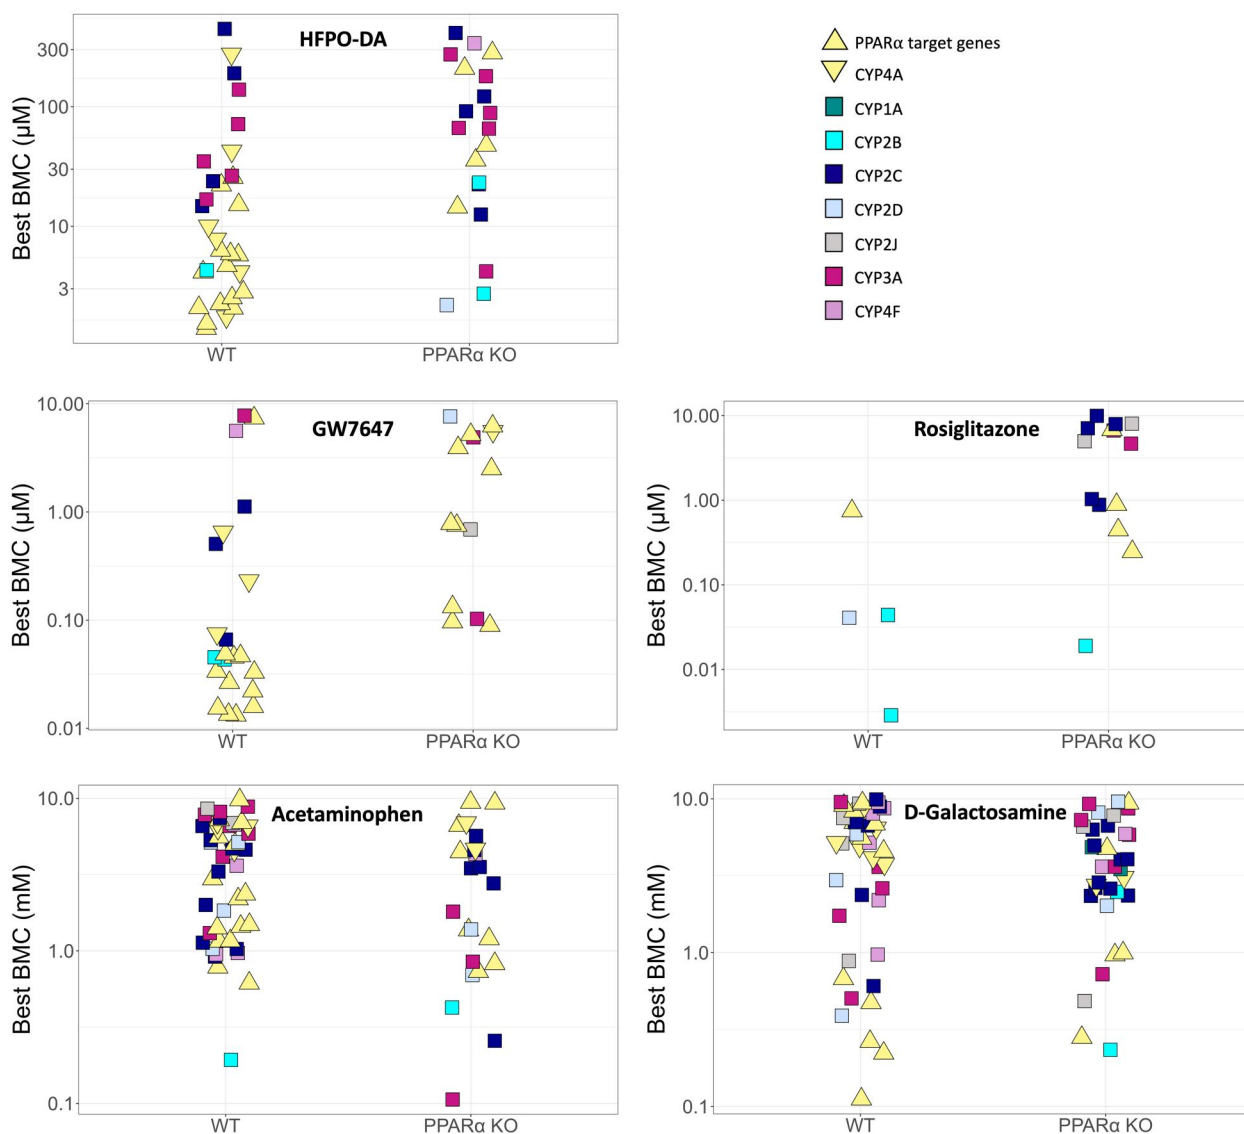 HFPO-DA
Best BMC (µM)
300
100
30
10
3
WT
PPARα KO
PPARα target genes
CYP4A
CYP1A
CYP2B
CYP2C
CYP2D
CYP2J
CYP3A
CYP4F
GW7647
Best BMC (µM)
10.00
1.00
0.10
0.01
WT
PPARα KO
Rosiglitazone
Best BMC (µM)
10.00
1.00
0.10
0.01
WT
PPARα KO
Acetaminophen
Best BMC (mM)
10.0
1.0
0.1
WT
PPARα KO
D-Galactosamine
Best BMC (mM)
10.0
1.0
0.1
WT
PPARα KO